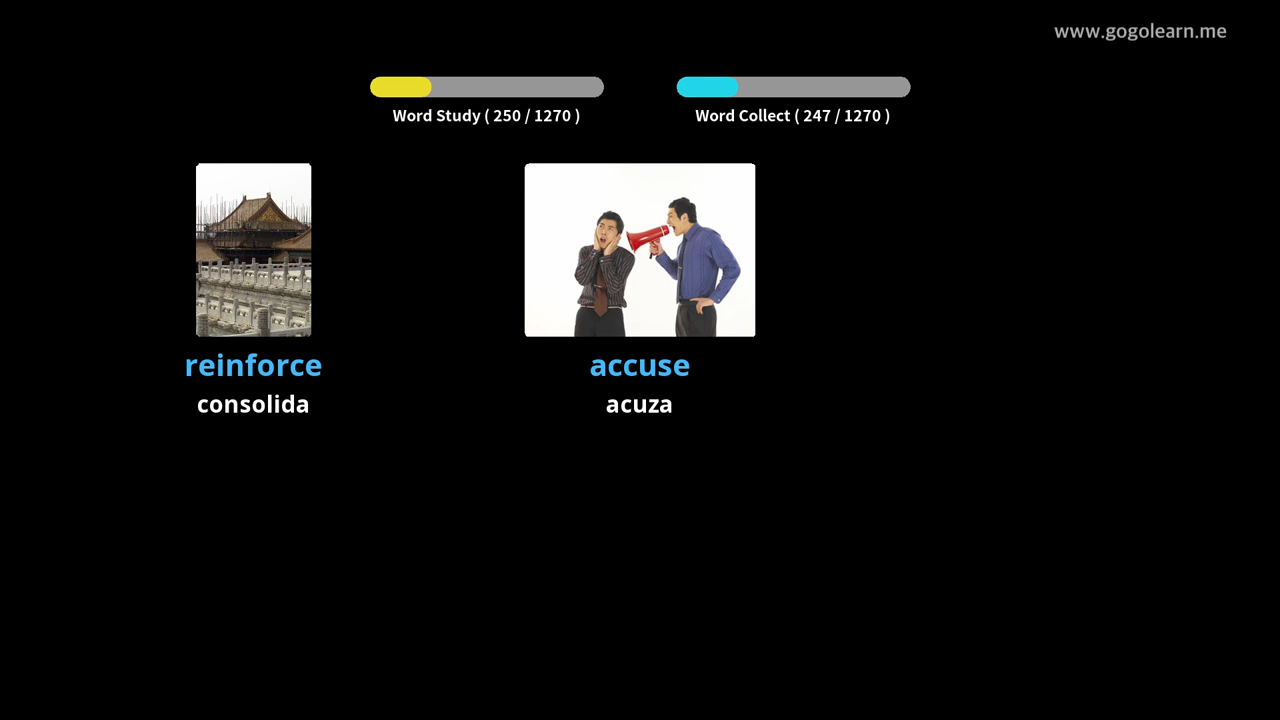 www.gogolearn.me
Word Study ( 250 / 1270 )
Word Collect ( 247 / 1270 )
reinforce
consolida
accuse
acuza